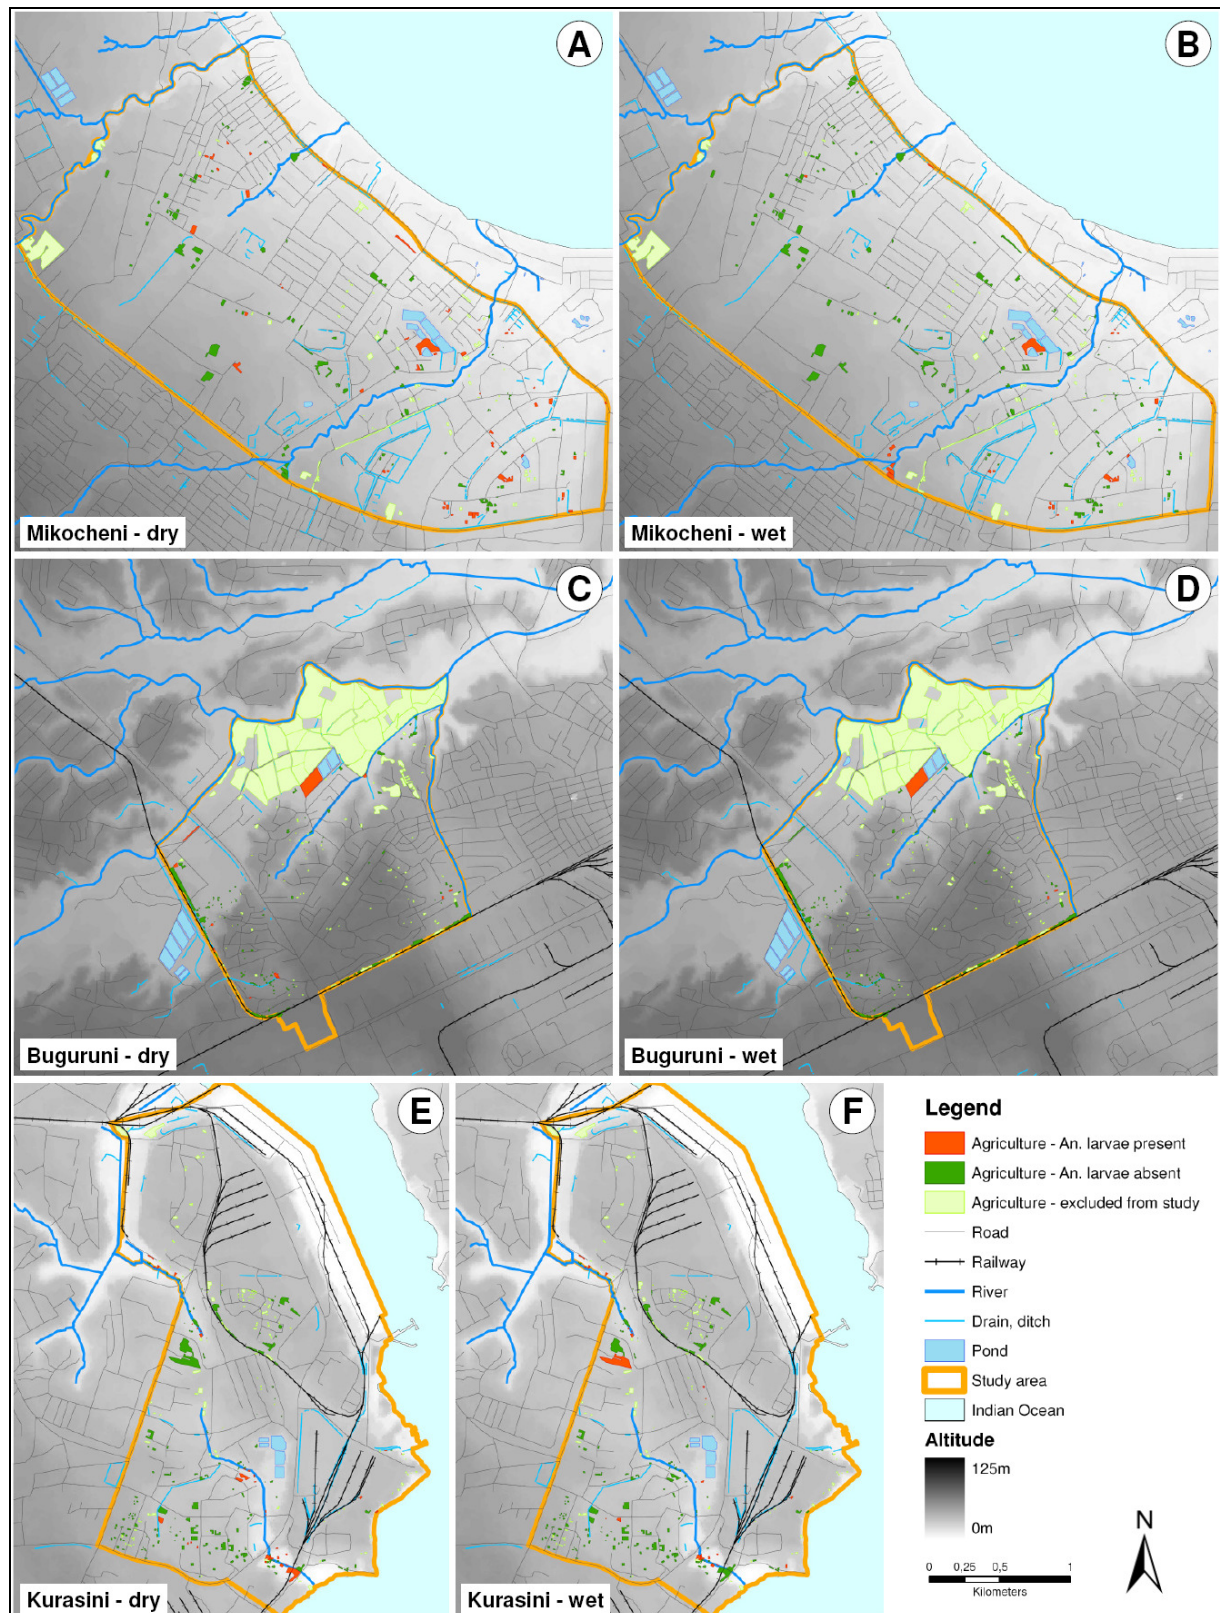 A
B
Mikocheni - dry
Mikocheni - wet
C
D
Buguruni - dry
Buguruni - wet
E
F
Kurasini - dry
Kurasini - wet
Legend
Agriculture - An. larvae present
Agriculture - An. larvae absent
Agriculture - excluded from study
Road
Railway
River
Drain, ditch
Pond
Study area
Indian Ocean
Altitude
125m
0m
N
0 0,25 0,5 1
Kilometers